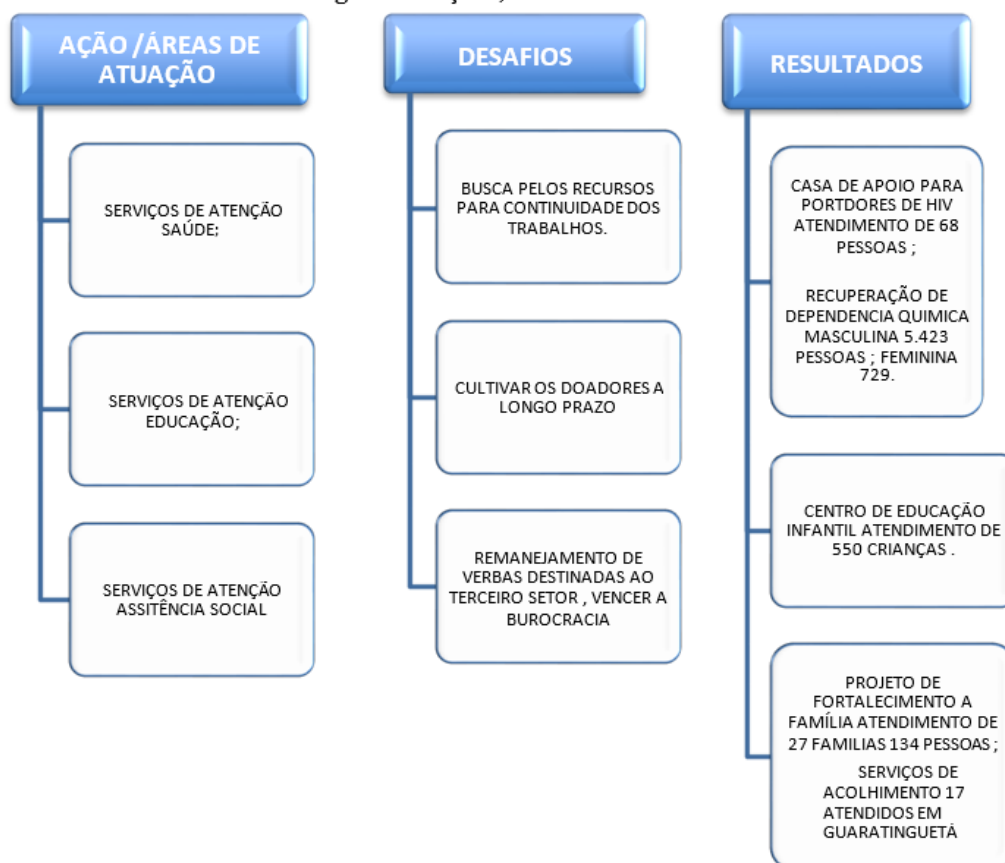 AÇÃO /ÁREAS DE
ATUAÇÃO
SERVIÇOS DE ATENÇÃO
SAÚDE;
SERVIÇOS DE ATENÇÃO
EDUCAÇÃO;
SERVIÇOS DE ATENÇÃO
ASSITÊNCIA SOCIAL
DESAFIOS
BUSCA PELOS RECURSOS
PARA CONTINUIDADE DOS
TRABALHOS.
CULTIVAR OS DOADORES A
LONGO PRAZO
REMANEJAMENTO DE
VERBAS DESTINADAS AO
TERCEIRO SETOR , VENCER A
BUROCRACIA
RESULTADOS
CASA DE APOIO PARA
PORTDORES DE HIV
ATENDIMENTO DE 68
PESSOAS ;
RECUPERAÇÃO DE
DEPENDENCIA QUIMICA
MASCULINA 5.423
PESSOAS ; FEMININA
729.
CENTRO DE EDUCAÇÃO
INFANTIL ATENDIMENTO DE
550 CRIANÇAS .
PROJETO DE
FORTALECIMENTO A
FAMÍLIA ATENDIMENTO DE
27 FAMILIAS 134 PESSOAS ;
SERVIÇOS DE
ACOLHIMENTO 17
ATENDIDOS EM
GUARATINGUETÁ